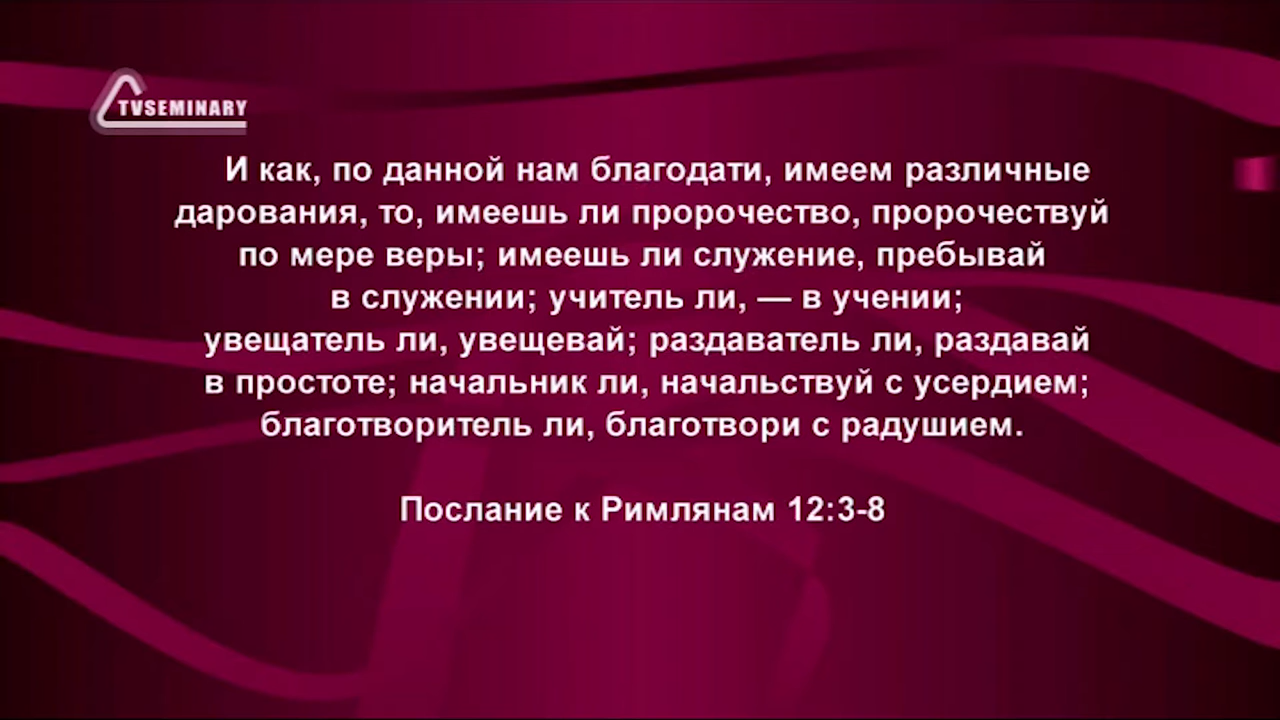 TVSEMINARY
И как, по данной нам благодати, имеем различные
дарования, то, имеешь ли пророчество, пророчествуй
по мере веры; имеешь ли служение, пребывай
в служении; учитель ли, — в учении;
увещатель ли, увещевай; раздаватель ли, раздавай
в простоте; начальник ли, начальствуй с усердием;
благотворитель ли, благотвори с радушием.
Послание к Римлянам 12:3-8